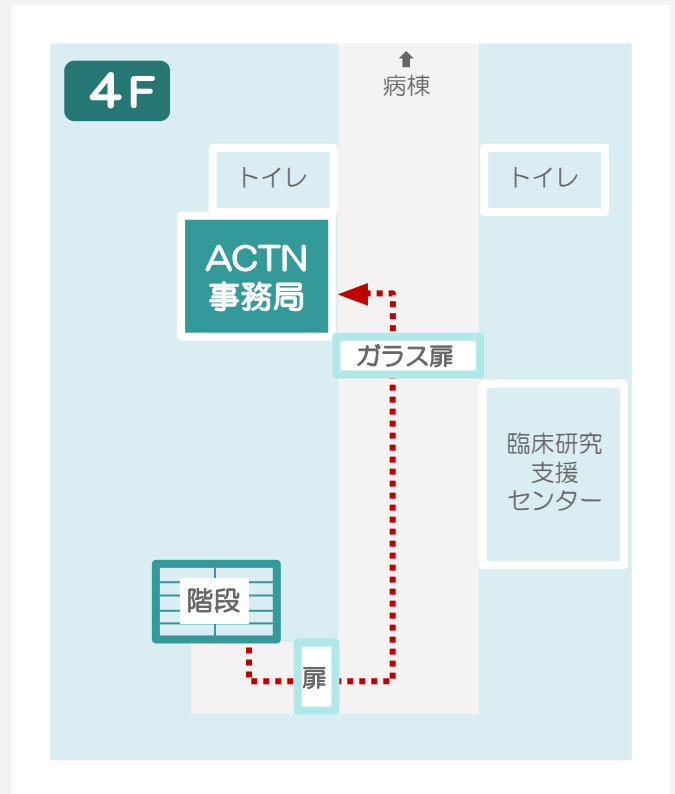 4F
病棟
トイレ
トイレ
ACTN
事務局
ガラス扉
臨床研究
支援
センター
階段
扉